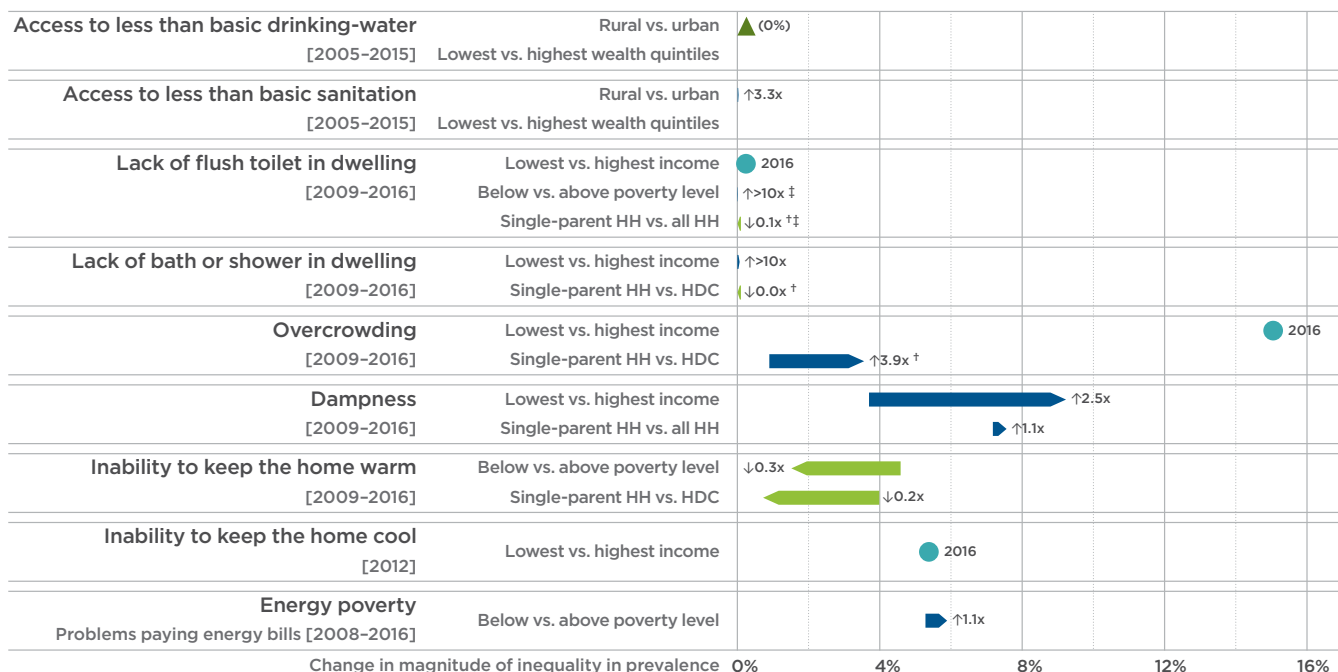 Access to less than basic drinking-water Rural vs. urban (0%)
[2005–2015] Lowest vs. highest wealth quintiles
Access to less than basic sanitation Rural vs. urban ↑3.3x
[2005–2015] Lowest vs. highest wealth quintiles
Lack of flush toilet in dwelling Lowest vs. highest income 2016
[2009–2016] Below vs. above poverty level ↑>10x ‡
Single-parent HH vs. all HH ↓0.1x †‡
Lack of bath or shower in dwelling Lowest vs. highest income ↑>10x
[2009–2016] Single-parent HH vs. HDC ↓0.0x †
Overcrowding Lowest vs. highest income 2016
[2009–2016] Single-parent HH vs. HDC ↑3.9x †
Dampness Lowest vs. highest income ↑2.5x
[2009–2016] Single-parent HH vs. all HH ↑1.1x
Inability to keep the home warm Below vs. above poverty level ↓0.3x
[2009–2016] Single-parent HH vs. HDC ↓0.2x
Inability to keep the home cool
[2012] Lowest vs. highest income 2016
Energy poverty
Problems paying energy bills [2008–2016] Below vs. above poverty level ↑1.1x
Change in magnitude of inequality in prevalence 0% 4% 8% 12% 16%